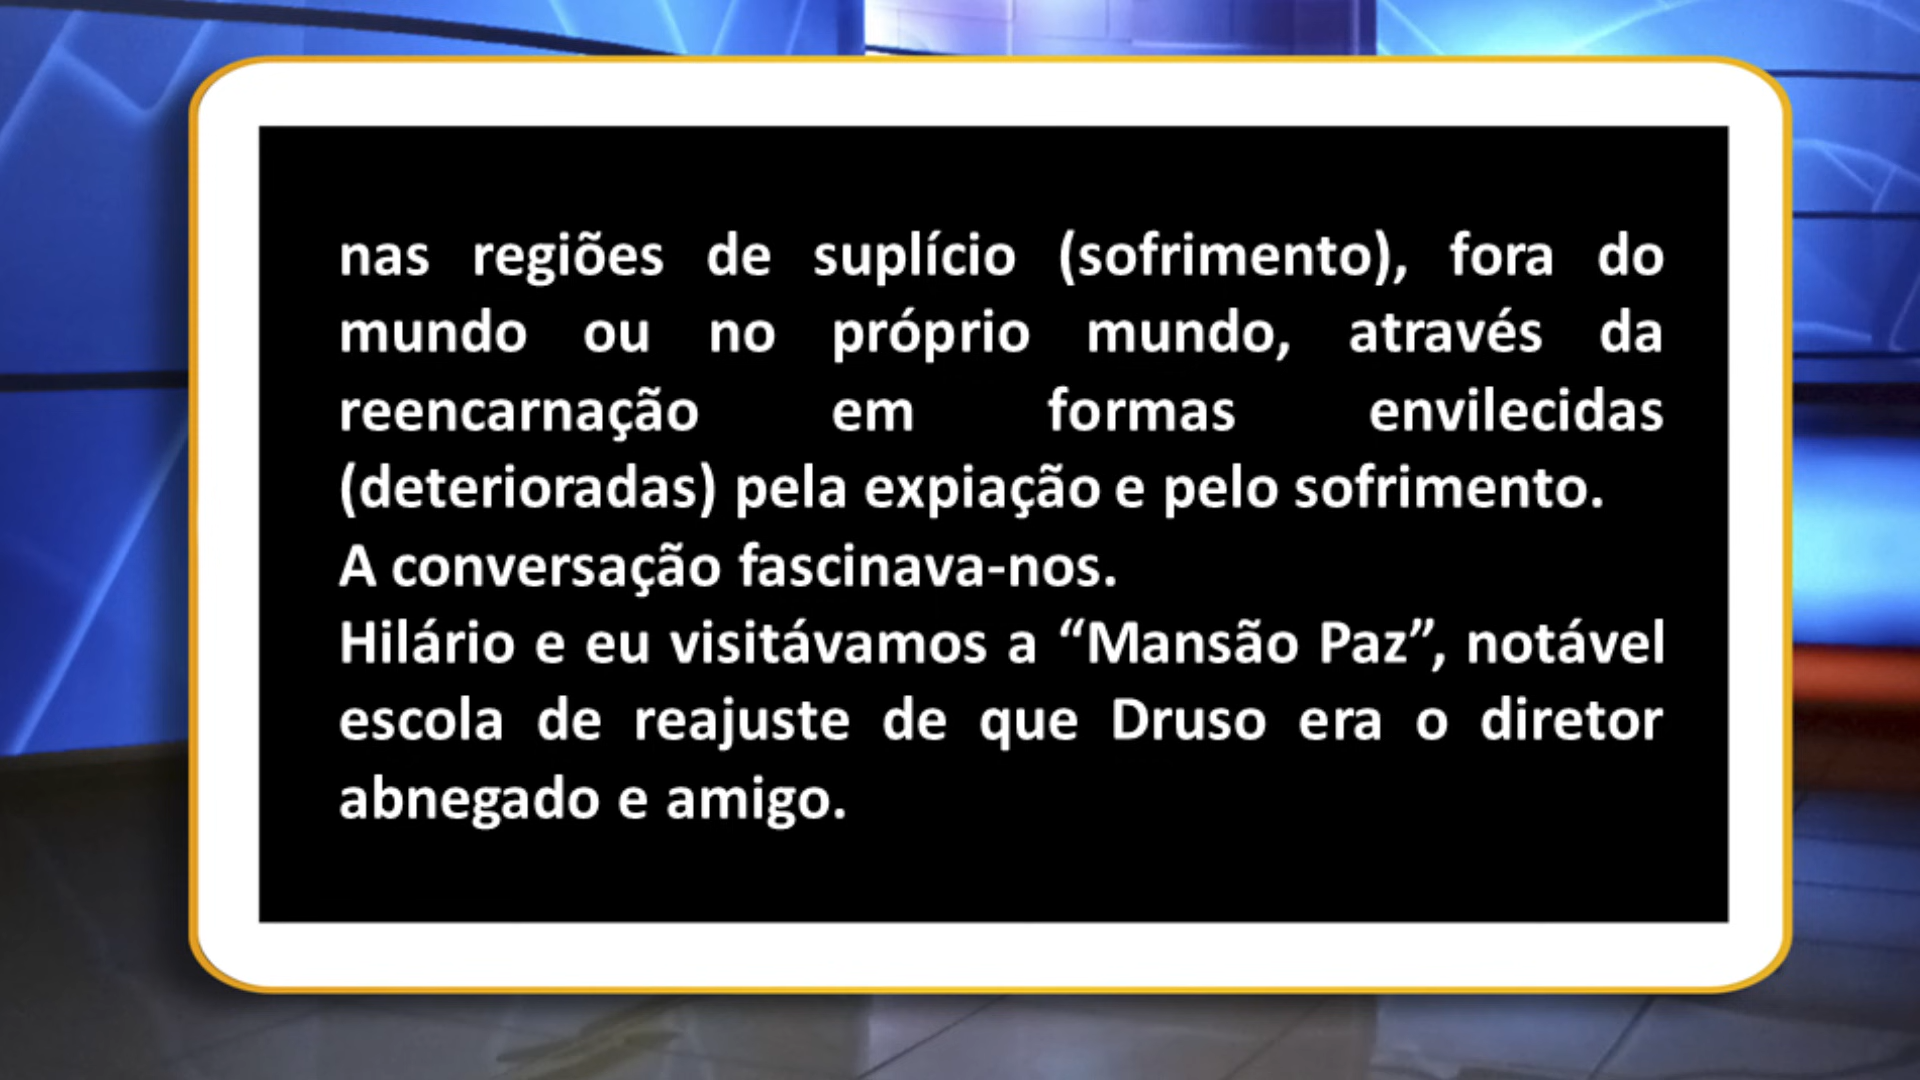 nas regiões de suplício (sofrimento), fora do
mundo ou no próprio mundo, através da
reencarnação em formas envilecidas
(deterioradas) pela expiação e pelo sofrimento.
A conversação fascinava-nos.
Hilário e eu visitávamos a “Mansão Paz”, notável
escola de reajuste de que Druso era o diretor
abnegado e amigo.